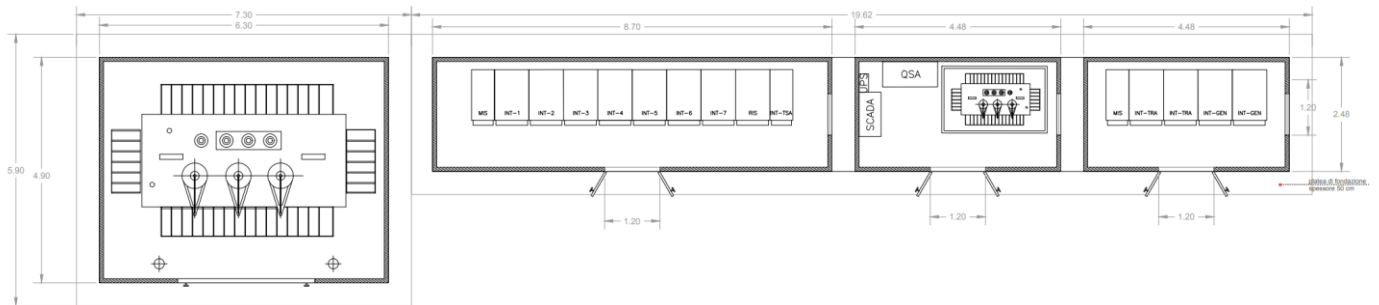 7.30
19.62
6.30
8.70
4.48
4.48
UPS
QSA
SCADA
MIS INT-1 INT-2 INT-3 INT-4 INT-5 INT-6 INT-7 RIS INT-TSA
MIS INT-TRA INT-TRA INT-GEN INT-GEN
1.20
2.48
5.90
4.90
platea di fondazione
spessore 50 cm
1.20
1.20
1.20